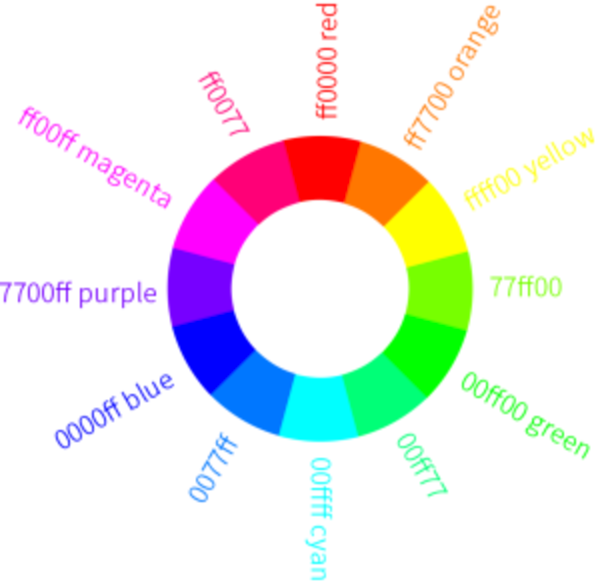 ff0000 red
ff7700 orange
ffff00 yellow
77ff00
00ff00 green
00ff77
00ffff cyan
0077ff
0000ff blue
7700ff purple
ff00ff magenta
ff0077